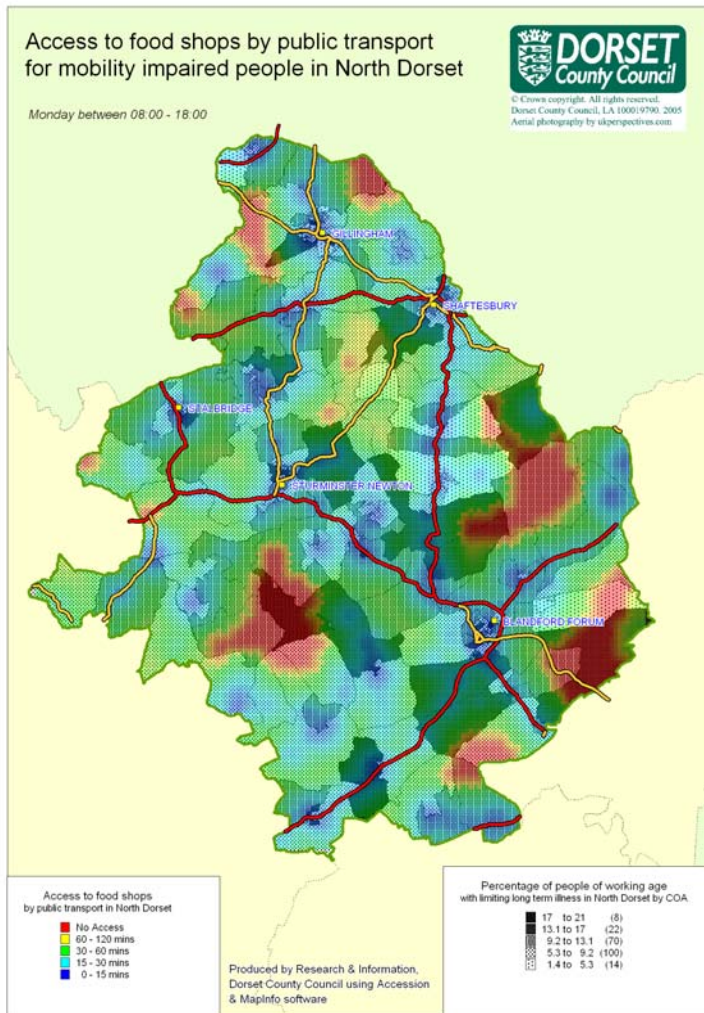 Access to food shops by public transport
for mobility impaired people in North Dorset
Monday between 08:00 - 18:00
DORSET
County Council
© Crown copyright. All rights reserved.
Dorset County Council, LA 100019790. 2005
Aerial photography by ukperspectives.com
GILLINGHAM
SHAFTESBURY
STALBRIDGE
STURMINSTER NEWTON
BLANDFORD FORUM
Access to food shops
by public transport in North Dorset
No Access
60 - 120 mins
30 - 60 mins
15 - 30 mins
0 - 15 mins
Produced by Research & Information,
Dorset County Council using Accession
& MapInfo software
Percentage of people of working age
with limiting long term illness in North Dorset by COA
17 to 21 (8)
13.1 to 17 (22)
9.2 to 13.1 (70)
5.3 to 9.2 (100)
1.4 to 5.3 (14)